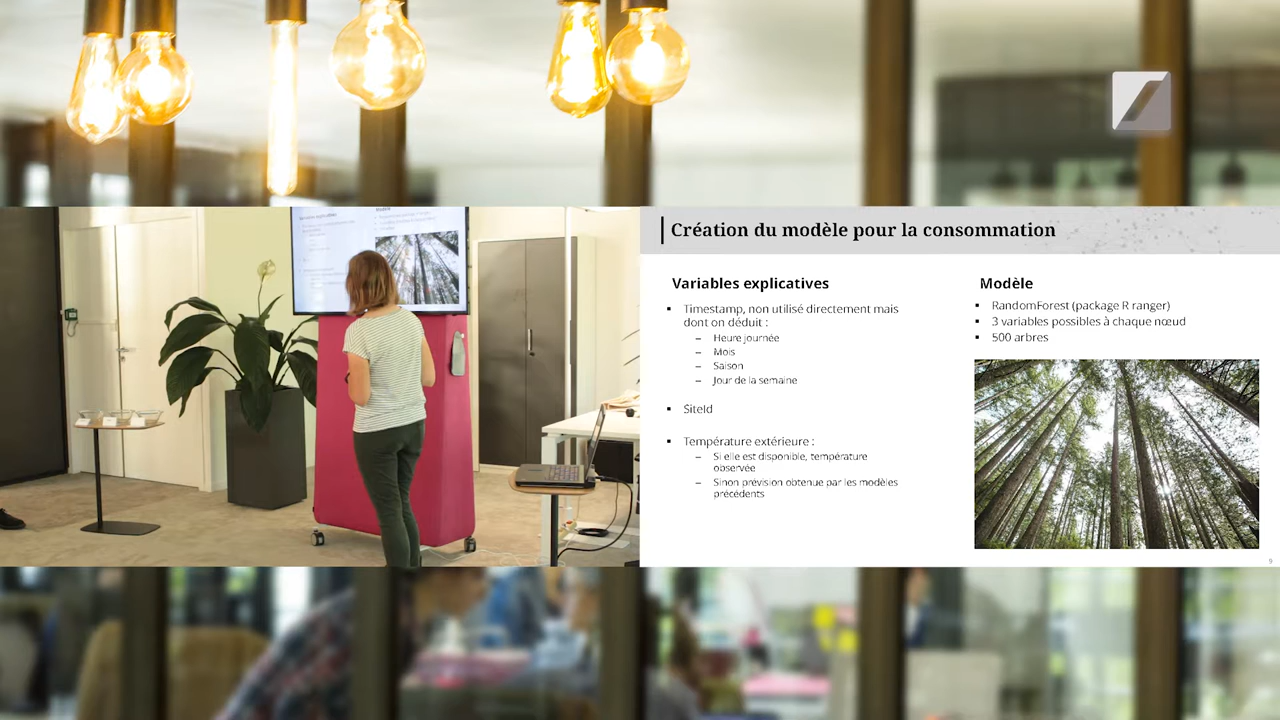 Création du modèle pour la consommation
Variables explicatives
Timestamp, non utilisé directement mais
dont on déduit :
– Heure journée
– Mois
– Saison
– Jour de la semaine
SiteId
Température extérieure :
– Si elle est disponible, température
observée
– Sinon prévision obtenue par les modèles
précédents
Modèle
RandomForest (package R ranger)
3 variables possibles à chaque nœud
500 arbres
9